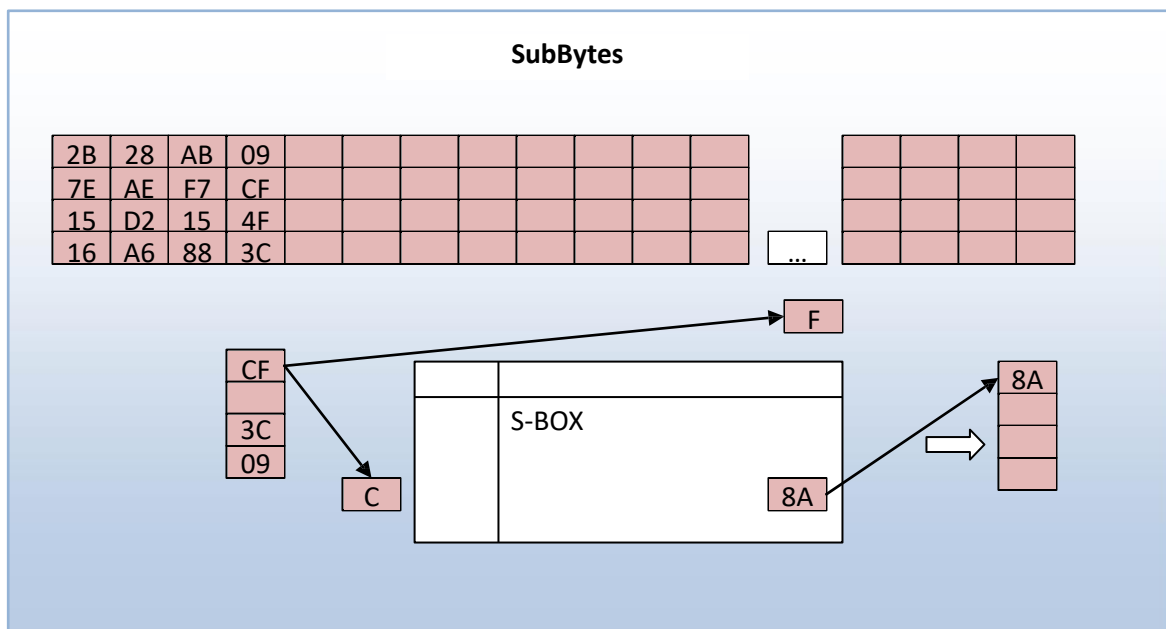 SubBytes
2B 28 AB 09
7E AE F7 CF
15 D2 15 4F
16 A6 88 3C ...
F
CF 8A
S-BOX
3C
09
C 8A